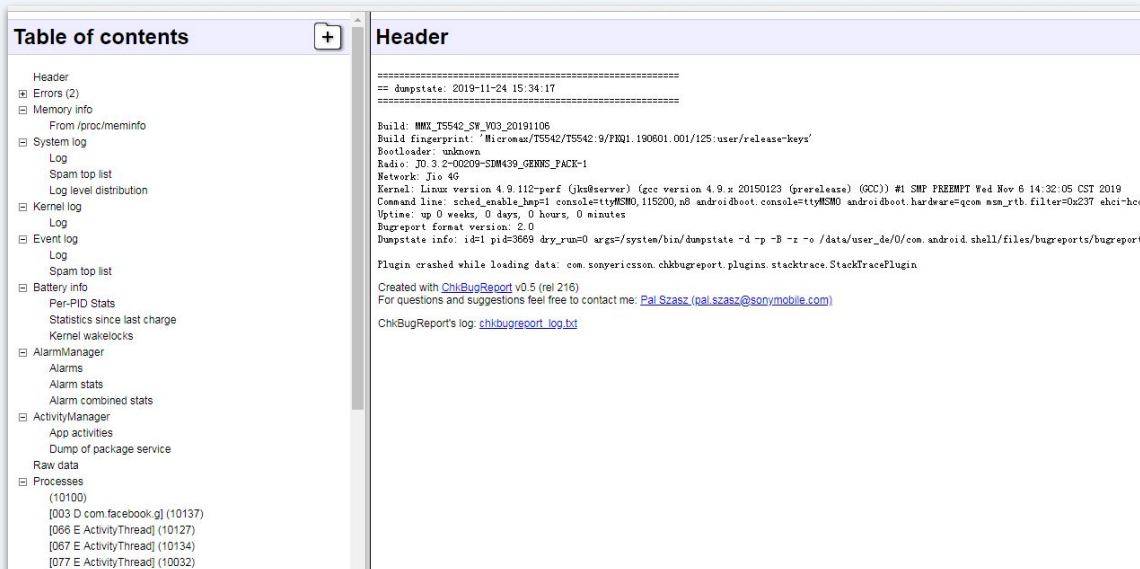 Table of contents
Header
Errors (2)
Memory info
From /proc/meminfo
System log
Log
Spam top list
Log level distribution
Kernel log
Log
Event log
Log
Spam top list
Battery info
Per-PID Stats
Statistics since last charge
Kernel wakelocks
AlarmManager
Alarms
Alarm stats
Alarm combined stats
ActivityManager
App activities
Dump of package service
Raw data
Processes
(10100)
[003 D com.facebook.g] (10137)
[066 E ActivityThread] (10127)
[067 E ActivityThread] (10134)
[077 E ActivityThread] (10032)
Header
========================================================
== dumpstate: 2019-11-24 15:34:17
========================================================
Build: MMX_T5542_SW_V03_20191106
Build fingerprint: 'Micromax/T5542/T5542:9/PKQ1.190601.001/125:user/release-keys'
Bootloader: unknown
Radio: JO.3.2-00209-SDM439_GENNS_PACK-1
Network: Jio 4G
Kernel: Linux version 4.9.112-perf (jks@server) (gcc version 4.9.x 20150123 (prerelease) (GCC)) #1 SMP PREEMPT Wed Nov 6 14:32:05 CST 2019
Command line: sched_enable_hmp=1 console=ttyMSM0,115200,n8 androidboot.console=ttyMSM0 androidboot.hardware=qcom msm_rtb.filter=0x237 ehci-hcd
Uptime: up 0 weeks, 0 days, 0 hours, 0 minutes
Bugreport format version: 2.0
Dumpstate info: id=1 pid=3669 dry_run=0 args=/system/bin/dumpstate -d -p -B -z -o /data/user_de/0/com.android.shell/files/bugreports/bugreport
Plugin crashed while loading data: com.sonyericsson.chkbugreport.plugins.stacktrace.StackTracePlugin
Created with ChkBugReport v0.5 (rel 216)
For questions and suggestions feel free to contact me: Pal Szasz (pal.szasz@sonymobile.com)
ChkBugReport's log: chkbugreport_log.txt